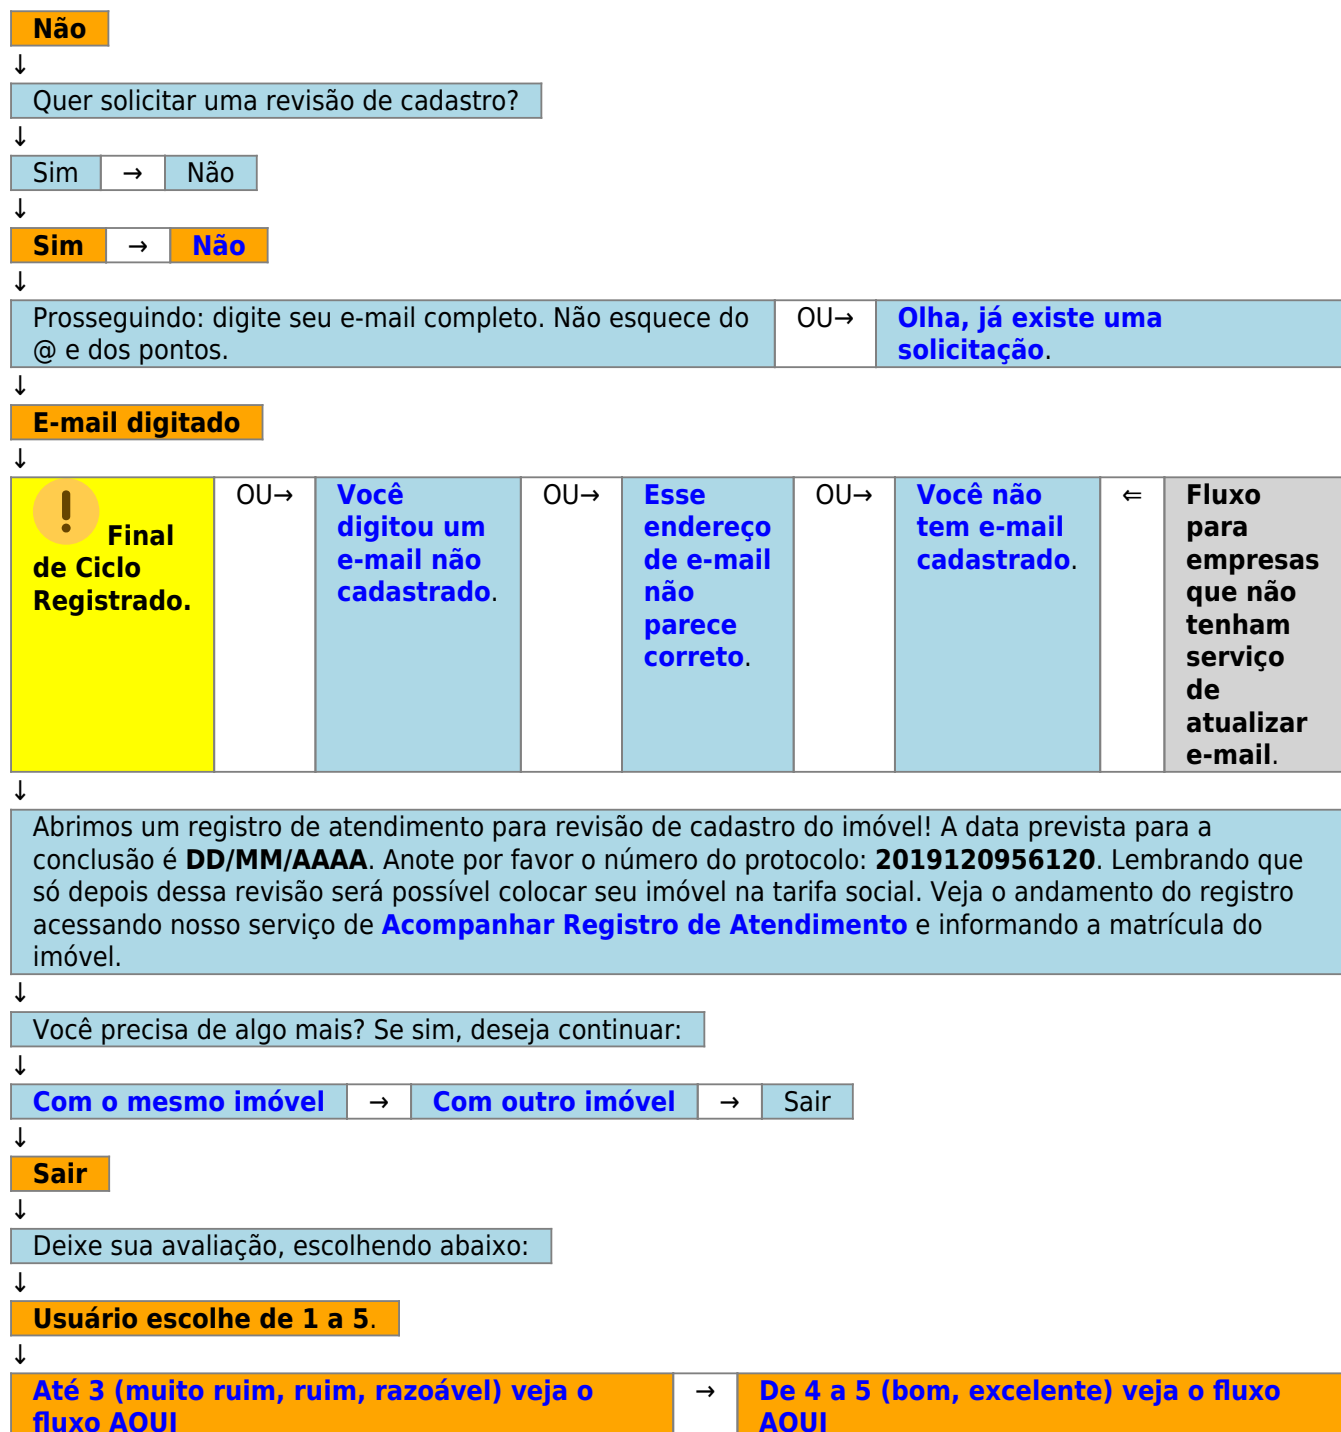 Não
↓
Quer solicitar uma revisão de cadastro?
↓
Sim → Não
↓
Sim → Não
↓
Prosseguindo: digite seu e-mail completo. Não esquece do
@ e dos pontos.
OU→
Olha, já existe uma
solicitação.
↓
E-mail digitado
↓
! Final
de Ciclo
Registrado.
OU→
Você
digitou um
e-mail não
cadastrado.
OU→
Esse
endereço
de e-mail
não
parece
correto.
OU→
Você não
tem e-mail
cadastrado.
⇐
Fluxo
para
empresas
que não
tenham
serviço
de
atualizar
e-mail.
↓
Abrimos um registro de atendimento para revisão de cadastro do imóvel! A data prevista para a
conclusão é DD/MM/AAAA. Anote por favor o número do protocolo: 2019120956120. Lembrando que
só depois dessa revisão será possível colocar seu imóvel na tarifa social. Veja o andamento do registro
acessando nosso serviço de Acompanhar Registro de Atendimento e informando a matrícula do
imóvel.
↓
Você precisa de algo mais? Se sim, deseja continuar:
↓
Com o mesmo imóvel → Com outro imóvel → Sair
↓
Sair
↓
Deixe sua avaliação, escolhendo abaixo:
↓
Usuário escolhe de 1 a 5.
↓
Até 3 (muito ruim, ruim, razoável) veja o
fluxo AQUI
→
De 4 a 5 (bom, excelente) veja o fluxo
AQUI